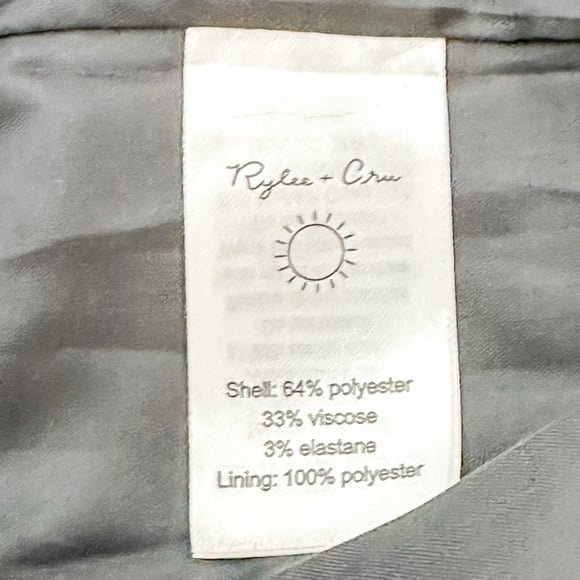 Rylee + Cru
Shell: 64% polyester
33% viscose
3% elastane
Lining: 100% polyester